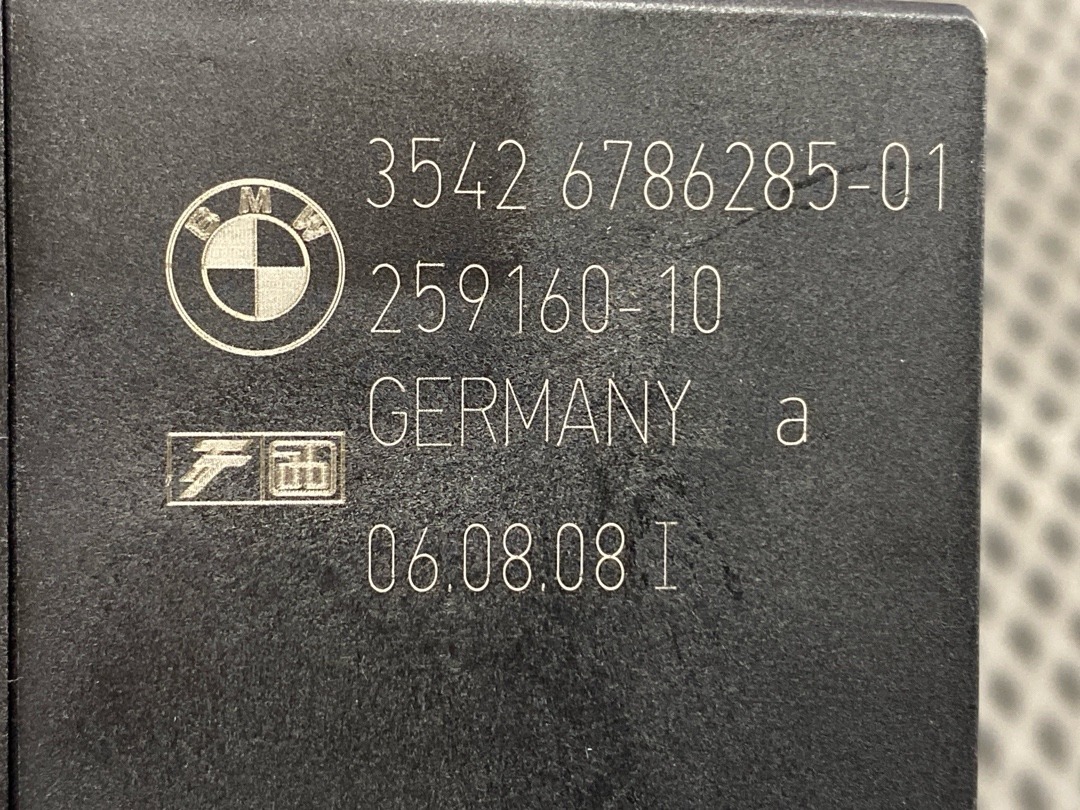 BMW
3542 6786285-01
259160-10
GERMANY a
06.08.08 I